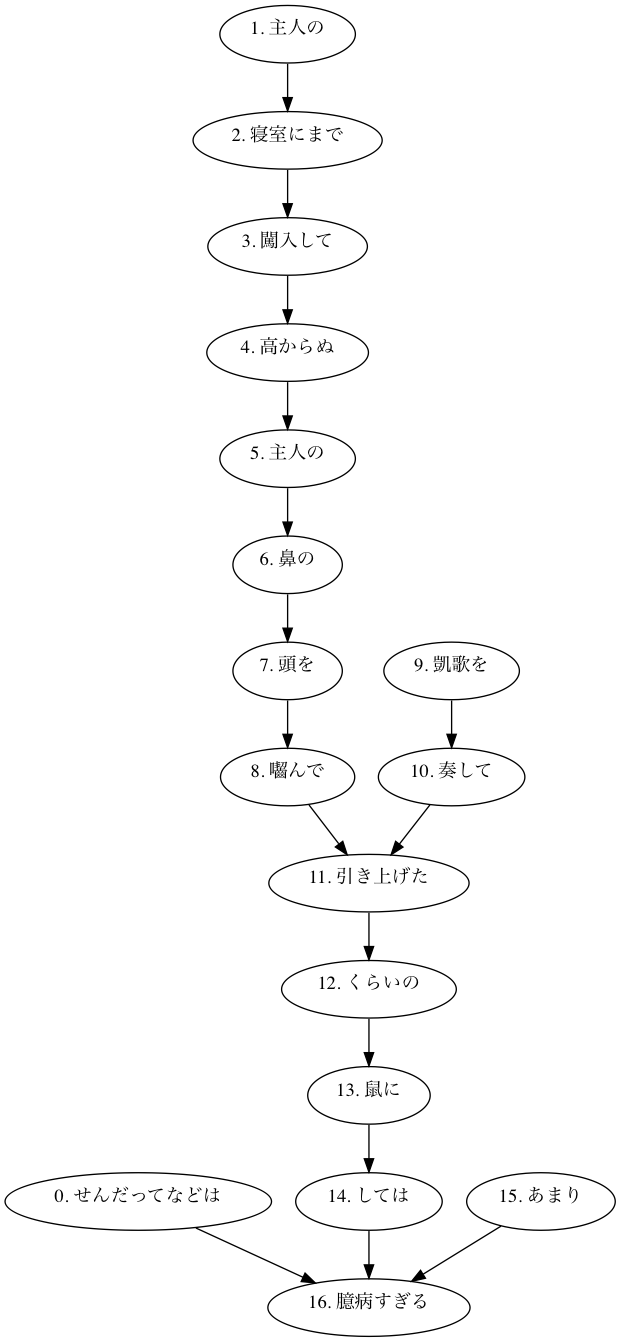 1. 主人の
2. 寝室にまで
3. 闖入して
4. 高からぬ
5. 主人の
6. 鼻の
7. 頭を
9. 凱歌を
8. 囓んで
10. 奏して
11. 引き上げた
12. くらいの
13. 鼠に
0. せんだってなどは
14. しては
15. あまり
16. 臆病すぎる